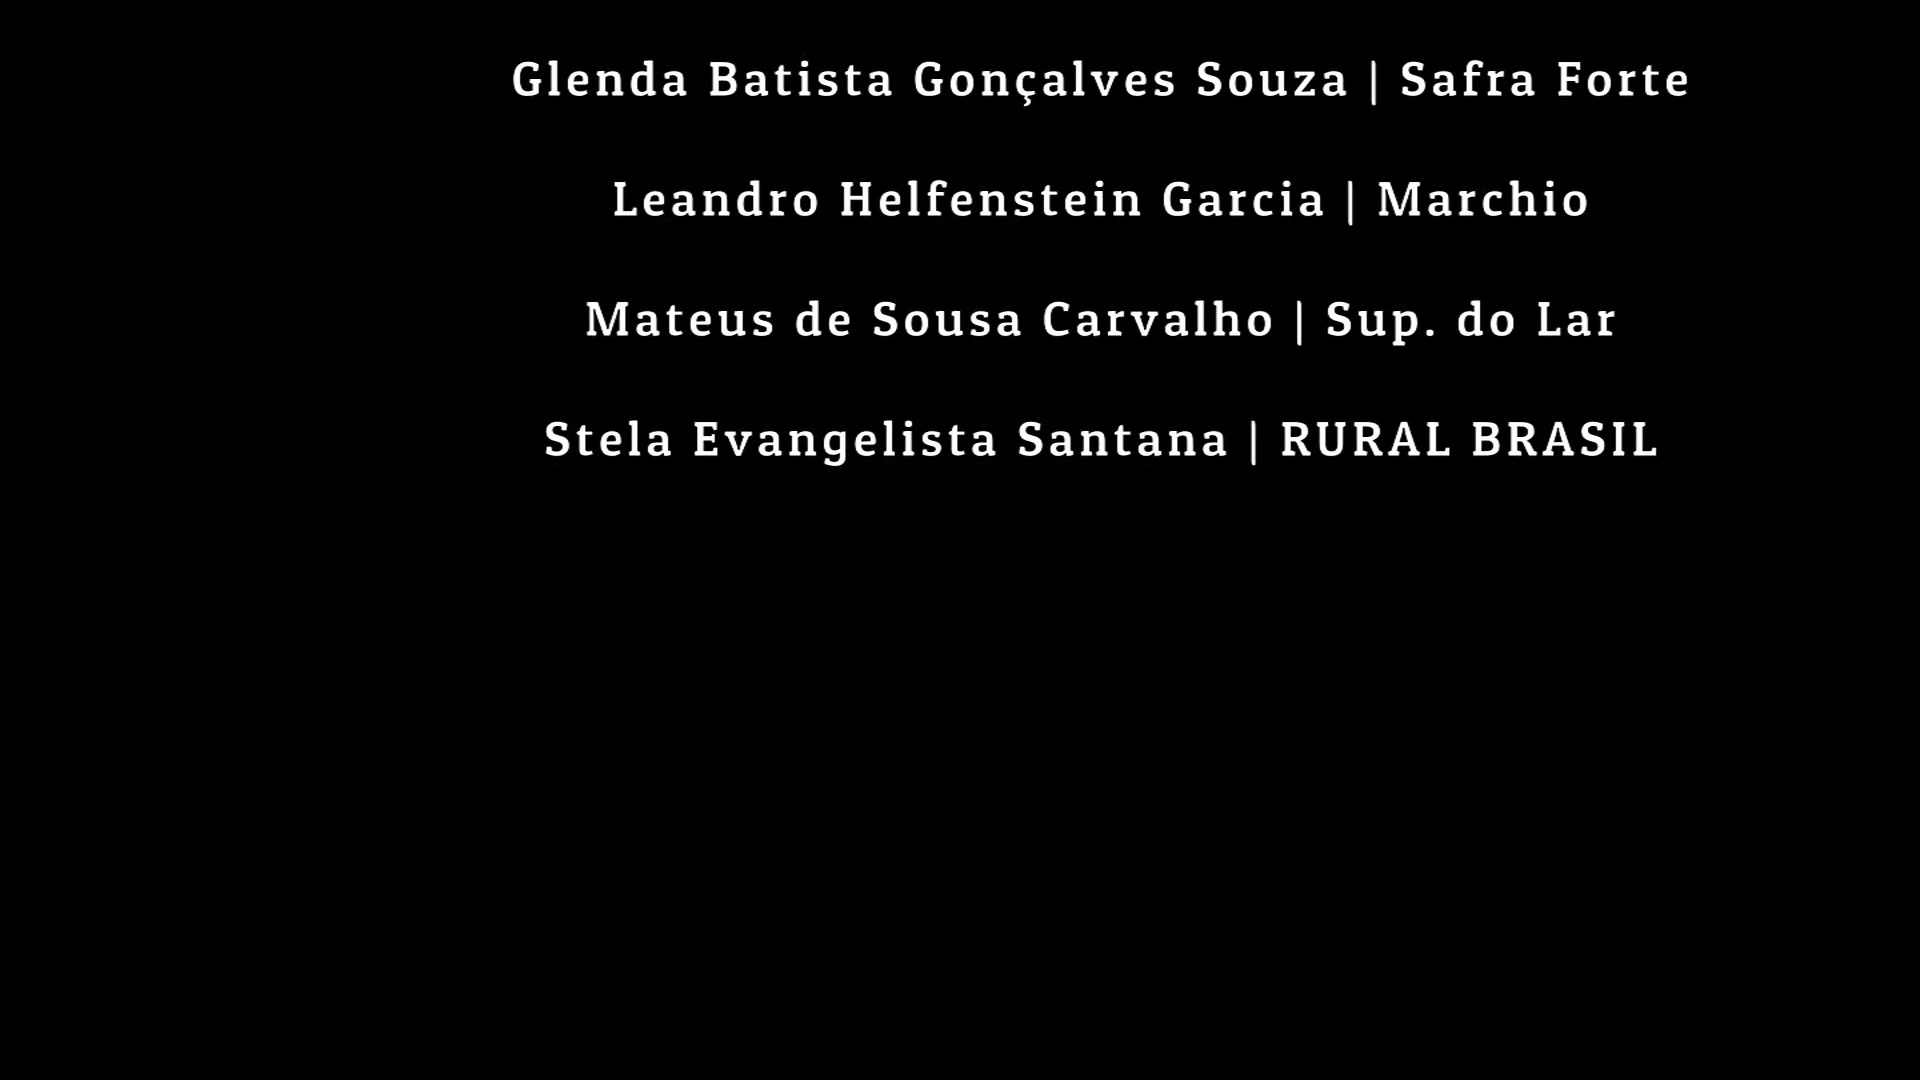 Glenda Batista Gonçalves Souza | Safra Forte
Leandro Helfenstein Garcia | Marchio
Mateus de Sousa Carvalho | Sup. do Lar
Stela Evangelista Santana | RURAL BRASIL